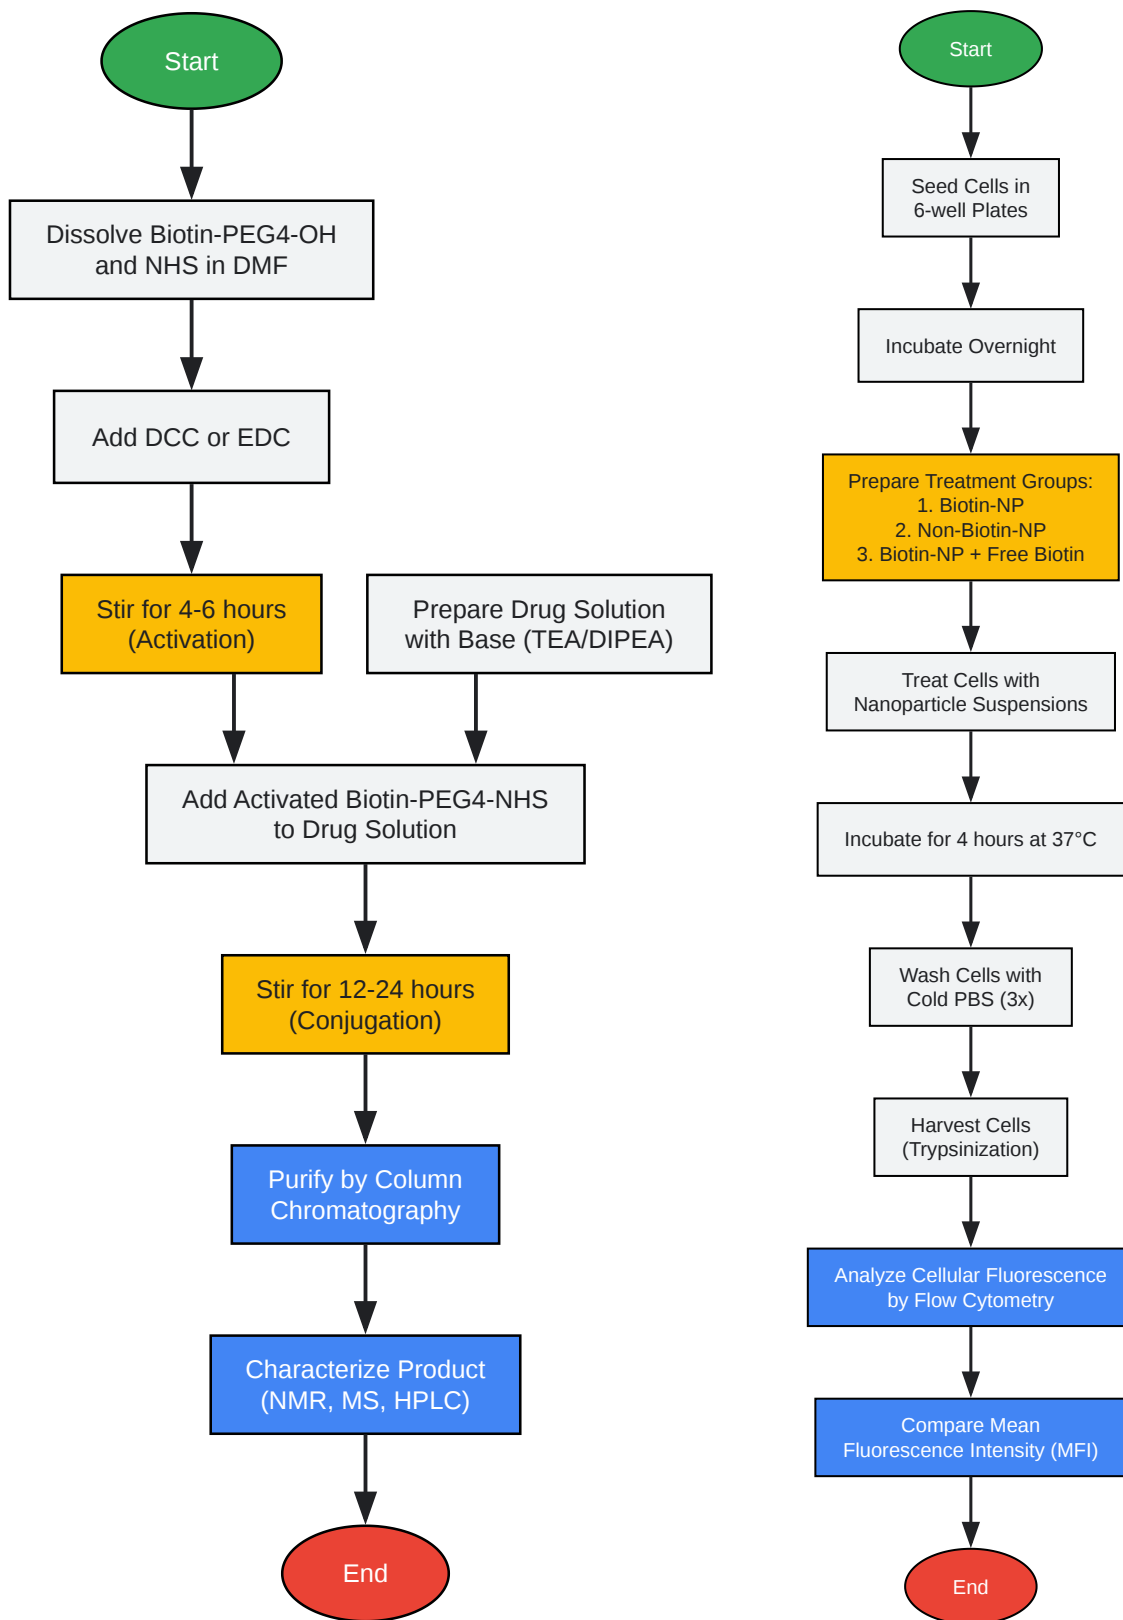 Start
Dissolve Biotin-PEG4-OH
and NHS in DMF
Add DCC or EDC
Stir for 4-6 hours
(Activation)
Prepare Drug Solution
with Base (TEA/DIPEA)
Add Activated Biotin-PEG4-NHS
to Drug Solution
Stir for 12-24 hours
(Conjugation)
Purify by Column
Chromatography
Characterize Product
(NMR, MS, HPLC)
End
Start
Seed Cells in
6-well Plates
Incubate Overnight
Prepare Treatment Groups:
1. Biotin-NP
2. Non-Biotin-NP
3. Biotin-NP + Free Biotin
Treat Cells with
Nanoparticle Suspensions
Incubate for 4 hours at 37°C
Wash Cells with
Cold PBS (3x)
Harvest Cells
(Trypsinization)
Analyze Cellular Fluorescence
by Flow Cytometry
Compare Mean
Fluorescence Intensity (MFI)
End